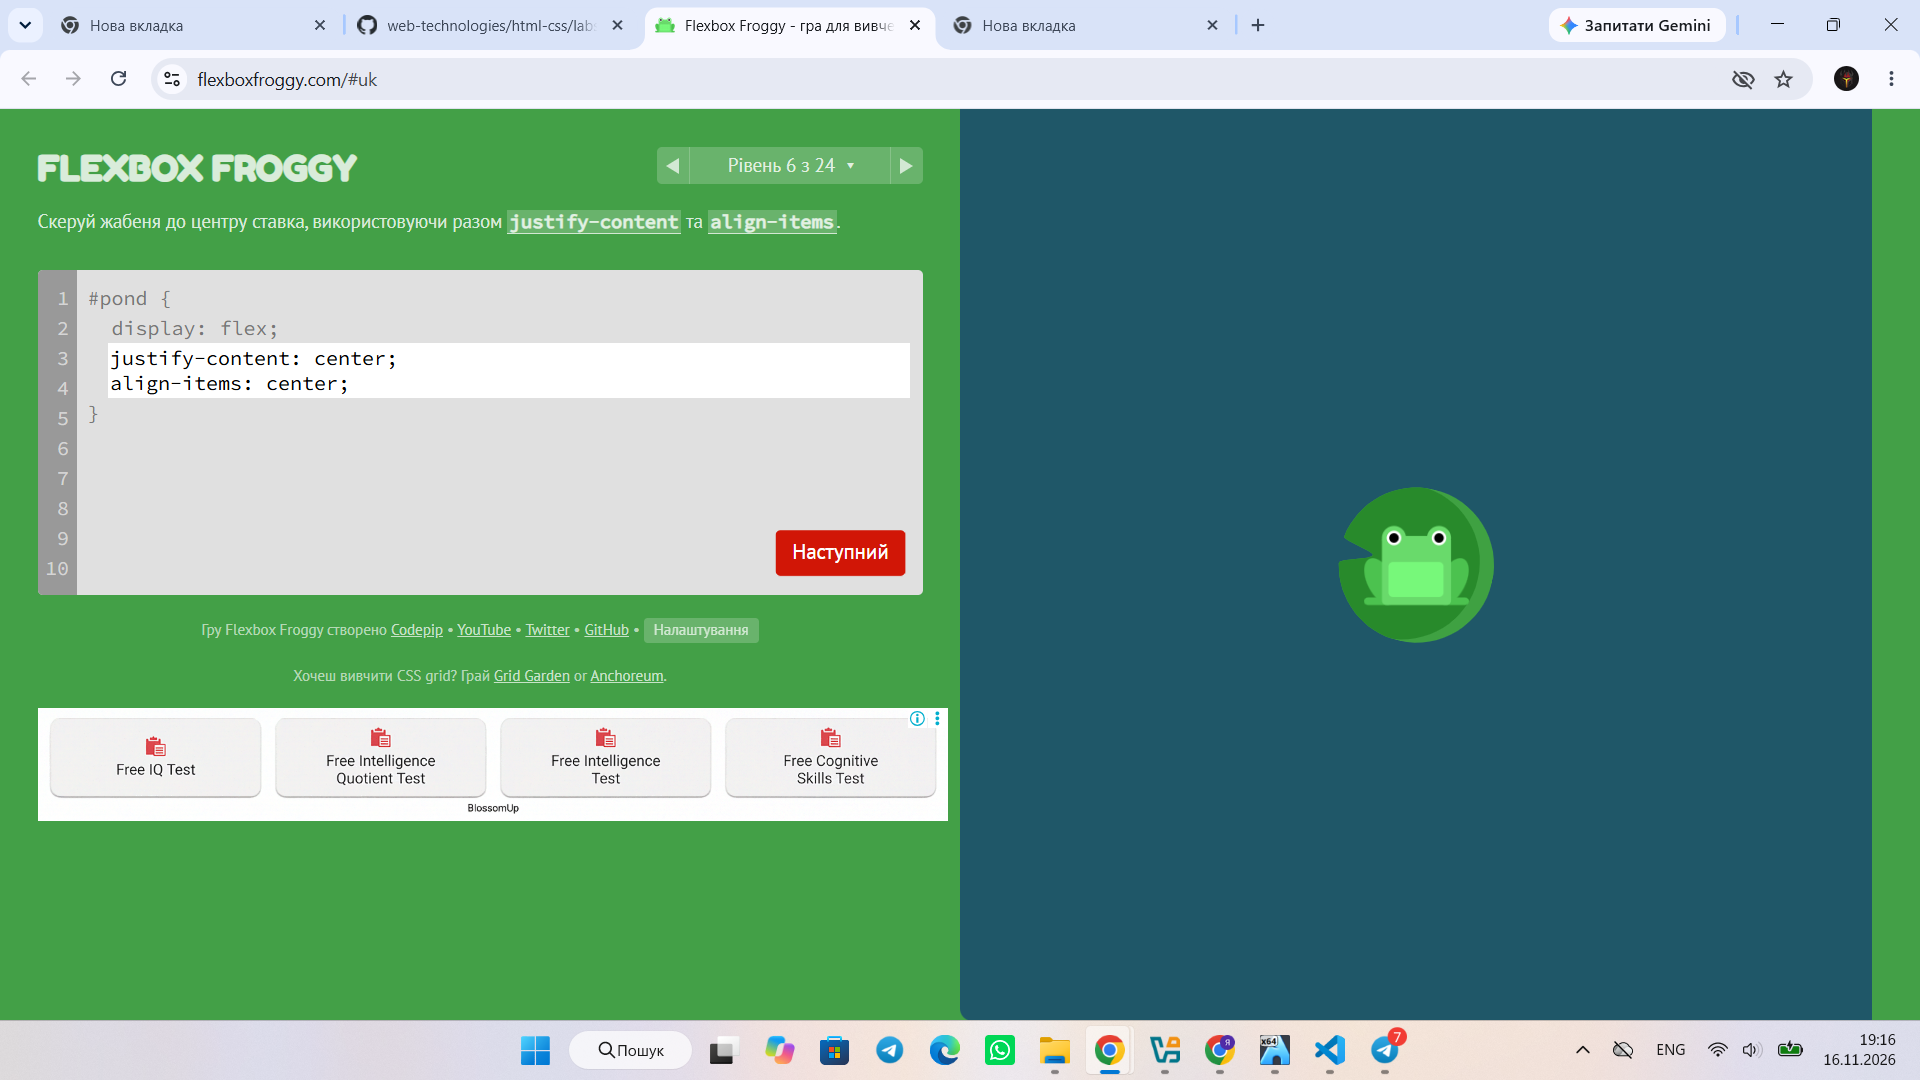 Нова вкладка
web-technologies/html-css/lab
Flexbox Froggy - гра для вивче
Нова вкладка
Запитати Gemini
flexboxfroggy.com/#uk
FLEXBOX FROGGY
Рівень 6 з 24
Скеруй жабеня до центру ставка, використовуючи разом justify-content та align-items.
1 #pond {
2 display: flex;
3 justify-content: center;
4 align-items: center;
5 }
6
7
8
9
10
Наступний
Гру Flexbox Froggy створено Codepip • YouTube • Twitter • GitHub • Налаштування
Хочеш вивчити CSS grid? Грай Grid Garden or Anchoreum.
Free IQ Test
Free Intelligence
Quotient Test
Free Intelligence
Test
Free Cognitive
Skills Test
BlossomUp
Пошук
x64
Я
7
ENG
19:16
16.11.2026